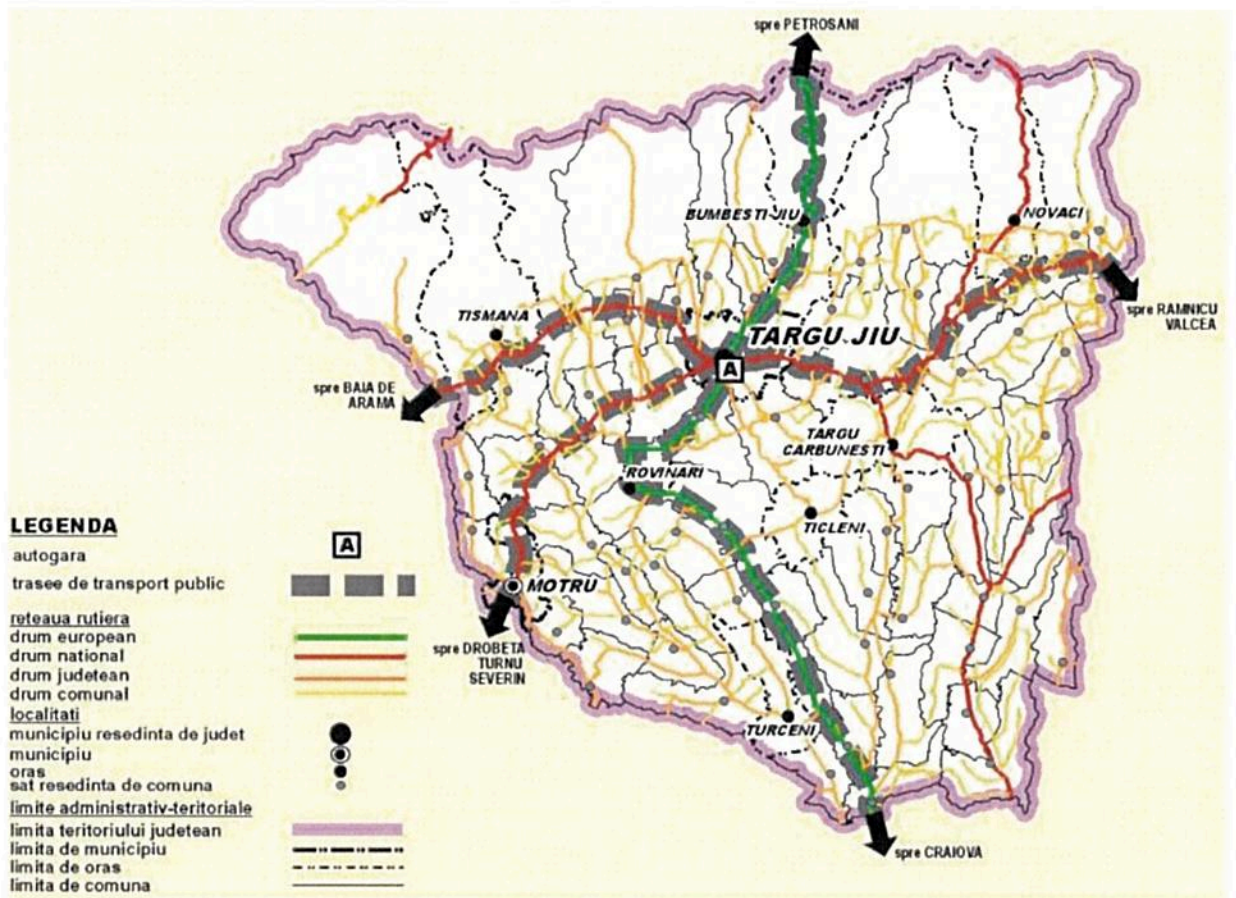 spre PETROSANI
BUMBESTI-JIU
NOVACI
spre RAMNICU
VALCEA
TISMANA
TARGU JIU
A
spre BAIA DE
ARAMA
TARGU
CARBUNESTI
ROVINARI
TICLENI
MOTRU
spre DROBETA
TURNU
SEVERIN
TURCENI
spre CRAIOVA
LEGENDA
autogara
A
trasee de transport public
reteaua rutiera
drum european
drum national
drum judetean
drum comunal
localitati
municipiu resedinta de judet
municipiu
oras
sat resedinta de comuna
limite administrativ-teritoriale
limita teritoriului judetean
limita de municipiu
limita de oras
limita de comuna